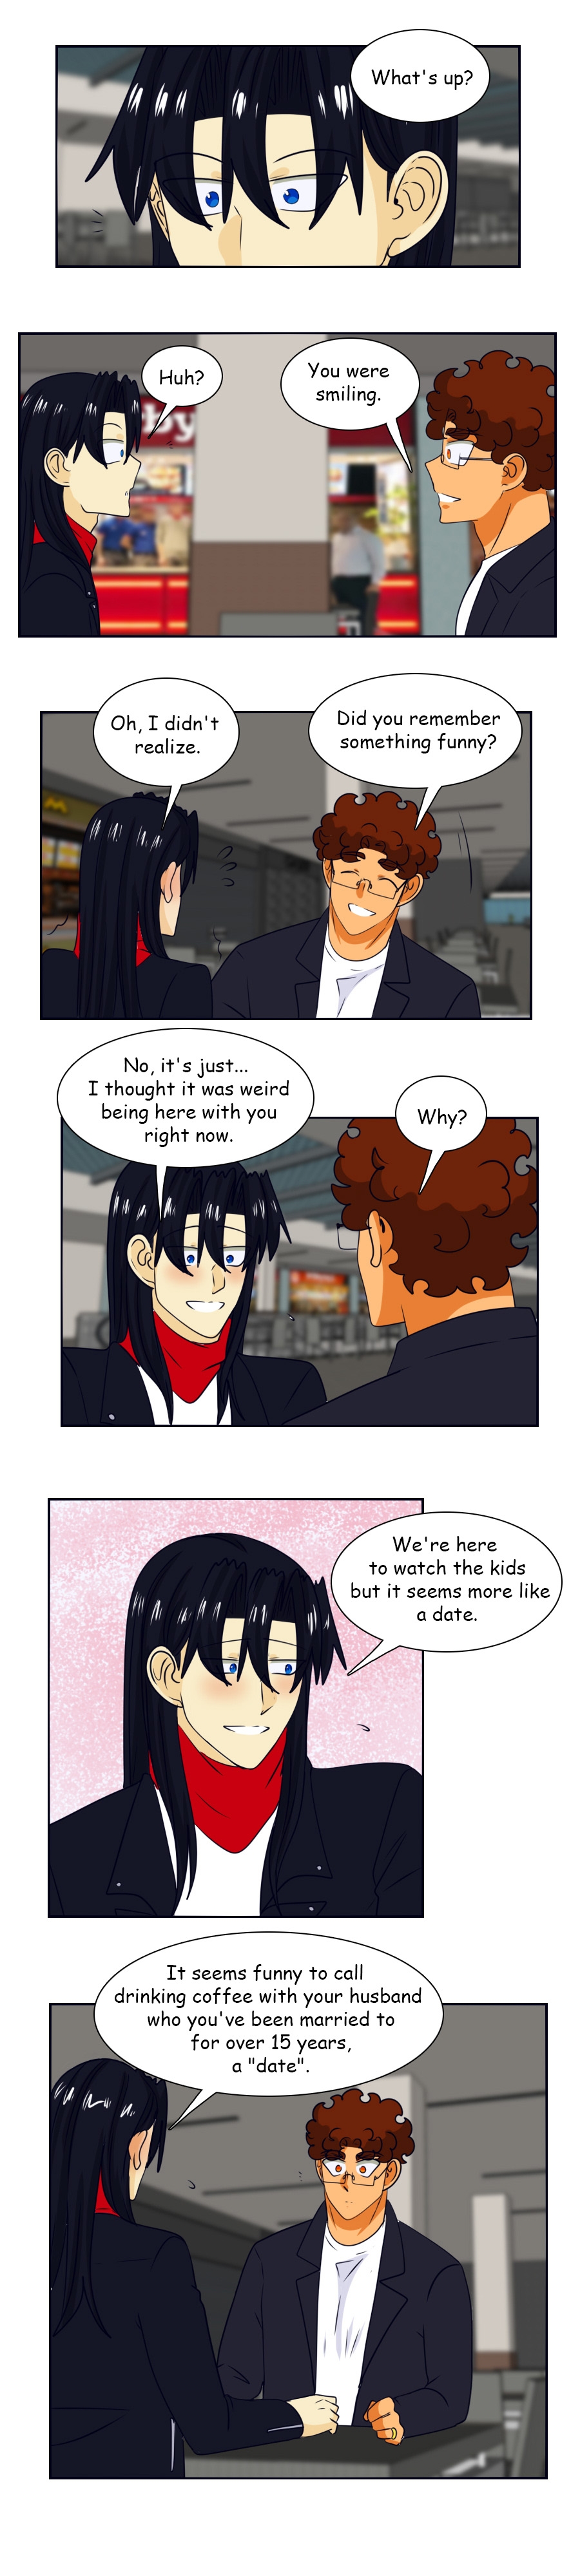 What's up?
Huh?
You were
smiling.
Oh, I didn't
realize.
Did you remember
something funny?
No, it's just...
I thought it was weird
being here with you
right now.
Why?
We're here
to watch the kids
but it seems more like
a date.
It seems funny to call
drinking coffee with your husband
who you've been married to
for over 15 years,
a "date".